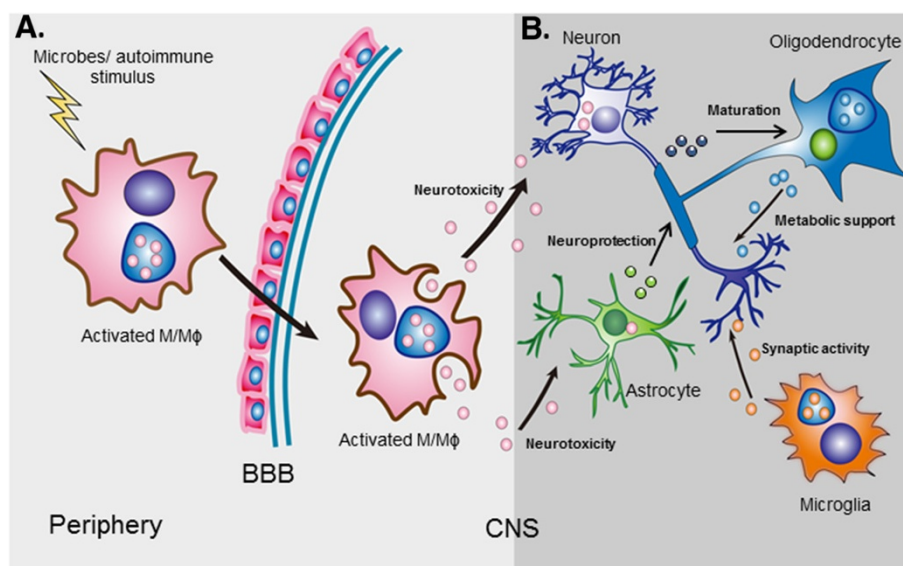 A.
Microbes/ autoimmune
stimulus
Activated M/Mϕ
BBB
Periphery
Activated M/Mϕ
Neurotoxicity
Neurotoxicity
CNS
B.
Neuron
Oligodendrocyte
Maturation
Metabolic support
Neuroprotection
Synaptic activity
Astrocyte
Microglia